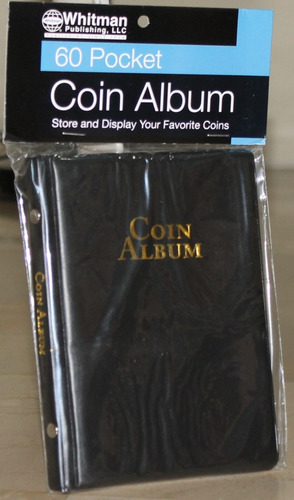 Whitman
Publishing, LLC
60 Pocket
Coin Album
Store and Display Your Favorite Coins
COIN
ALBUM
COIN ALBUM